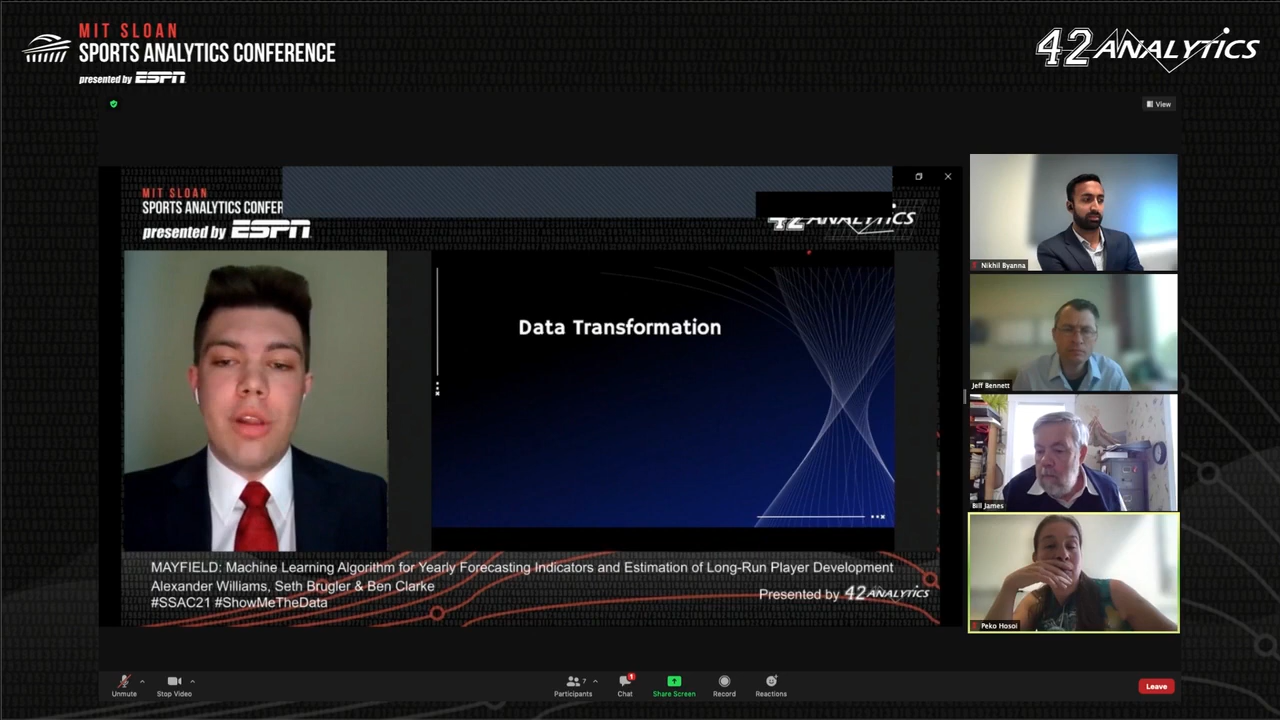 MIT SLOAN
SPORTS ANALYTICS CONFERENCE
presented by ESPN
42 ANALYTICS
View
MIT SLOAN
SPORTS ANALYTICS CONFER
presented by ESPN
42 ANALYTICS
Data Transformation
Nikhil Byanna
Jeff Bennett
Bill James
Peko Hosoi
MAYFIELD: Machine Learning Algorithm for Yearly Forecasting Indicators and Estimation of Long-Run Player Development
Alexander Williams, Seth Brugler & Ben Clarke
#SSAC21 #ShowMeTheData
Presented by 42 ANALYTICS
Unmute
Stop Video
Participants
7
Chat
1
Share Screen
Record
Reactions
Leave